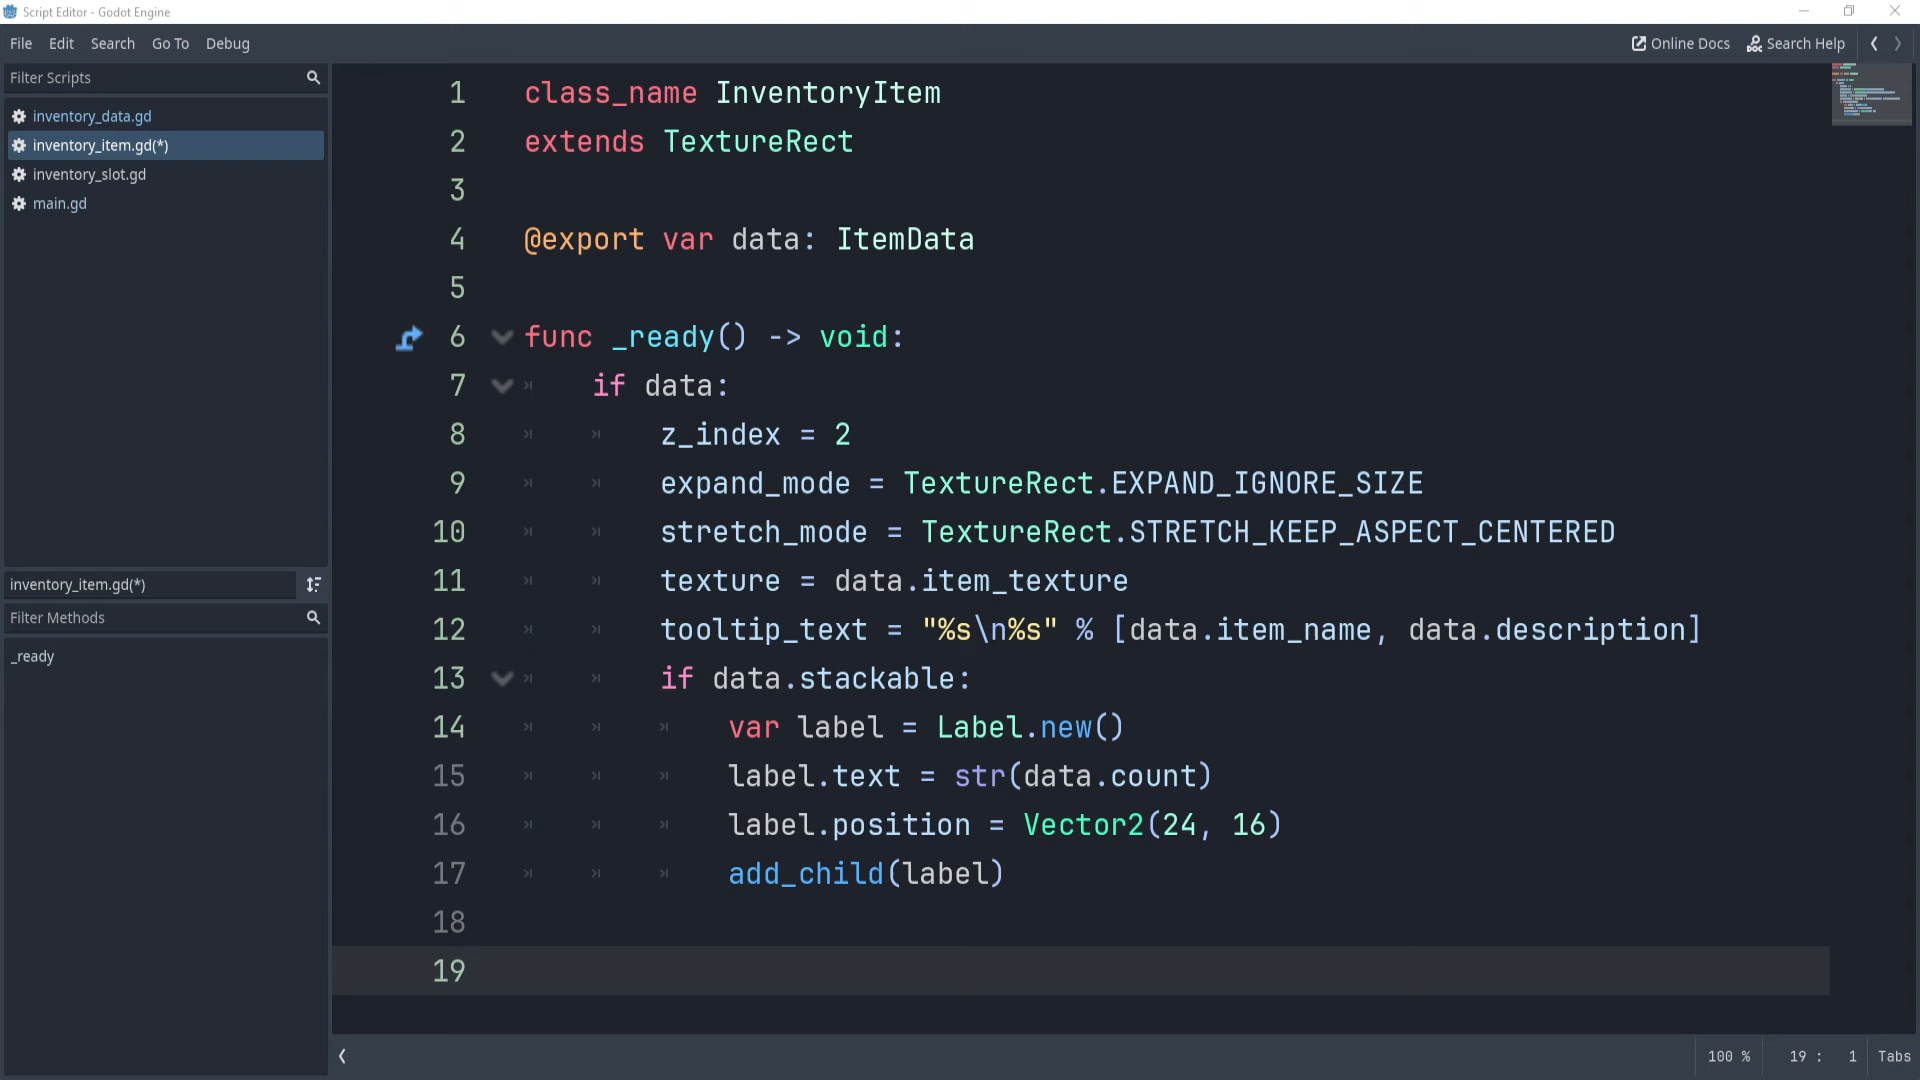 Script Editor - Godot Engine
File Edit Search Go To Debug
Online Docs Search Help
Filter Scripts
inventory_data.gd
inventory_item.gd(*)
inventory_slot.gd
main.gd
inventory_item.gd(*)
Filter Methods
_ready
1 class_name InventoryItem
2 extends TextureRect
3
4 @export var data: ItemData
5
6 func _ready() -> void:
7 if data:
8 z_index = 2
9 expand_mode = TextureRect.EXPAND_IGNORE_SIZE
10 stretch_mode = TextureRect.STRETCH_KEEP_ASPECT_CENTERED
11 texture = data.item_texture
12 tooltip_text = "%s\n%s" % [data.item_name, data.description]
13 if data.stackable:
14 var label = Label.new()
15 label.text = str(data.count)
16 label.position = Vector2(24, 16)
17 add_child(label)
18
19
100 % 19 : 1 Tabs